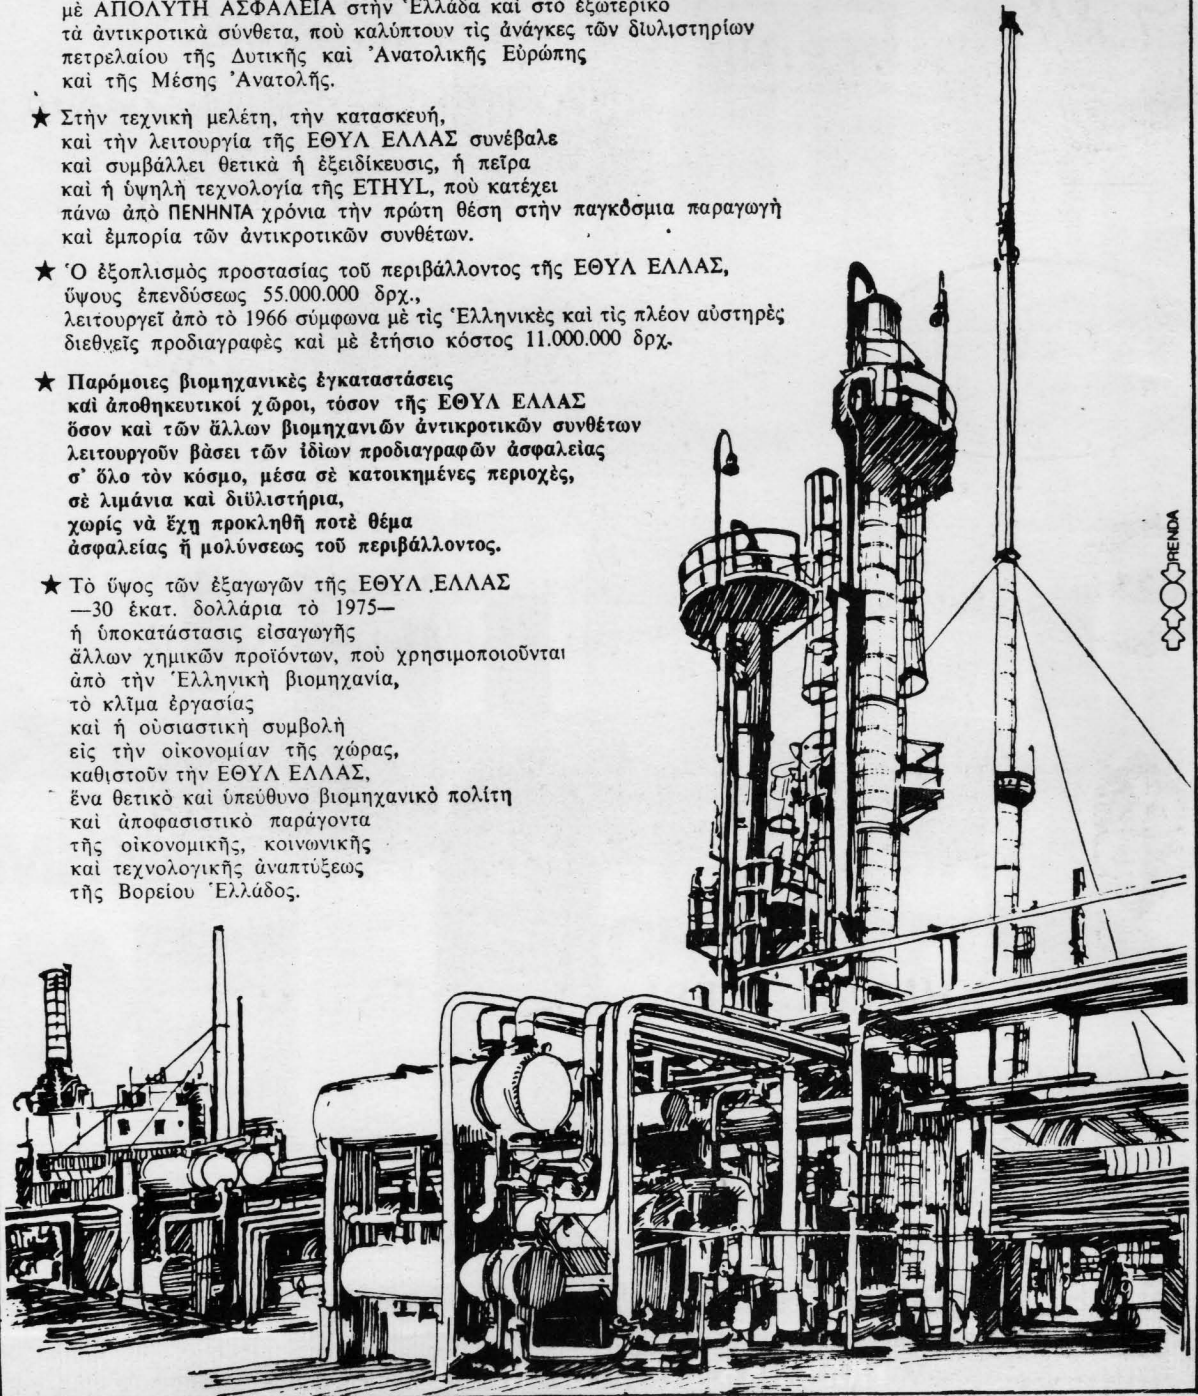 μὲ ΑΠΟΛΥΤΗ ΑΣΦΑΛΕΙΑ στὴν Ἑλλάδα καὶ στὸ ἐξωτερικὸ
τὰ ἀντικροτικὰ σύνθετα, ποὺ καλύπτουν τὶς ἀνάγκες τῶν διυλιστηρίων
πετρελαίου τῆς Δυτικῆς καὶ Ἀνατολικῆς Εὐρώπης
καὶ τῆς Μέσης Ἀνατολῆς.
★ Στὴν τεχνικὴ μελέτη, τὴν κατασκευή,
καὶ τὴν λειτουργία τῆς ΕΘΥΛ ΕΛΛΑΣ συνέβαλε
καὶ συμβάλλει θετικὰ ἡ ἐξειδίκευσις, ἡ πεῖρα
καὶ ἡ ὑψηλὴ τεχνολογία τῆς ETHYL, ποὺ κατέχει
πάνω ἀπὸ ΠΕΝΗΝΤΑ χρόνια τὴν πρώτη θέση στὴν παγκόσμια παραγωγὴ
καὶ ἐμπορία τῶν ἀντικροτικῶν συνθέτων.
★ Ὁ ἐξοπλισμὸς προστασίας τοῦ περιβάλλοντος τῆς ΕΘΥΛ ΕΛΛΑΣ,
ὕψους ἐπενδύσεως 55.000.000 δρχ.,
λειτουργεῖ ἀπὸ τὸ 1966 σύμφωνα μὲ τὶς Ἑλληνικὲς καὶ τὶς πλέον αὐστηρὲς
διεθνεῖς προδιαγραφὲς καὶ μὲ ἐτήσιο κόστος 11.000.000 δρχ.
★ Παρόμοιες βιομηχανικὲς ἐγκαταστάσεις
καὶ ἀποθηκευτικοί χῶροι, τόσον τῆς ΕΘΥΛ ΕΛΛΑΣ
ὅσον καὶ τῶν ἄλλων βιομηχανιῶν ἀντικροτικῶν συνθέτων
λειτουργοῦν βάσει τῶν ἰδίων προδιαγραφῶν ἀσφαλείας
σ' ὅλο τὸν κόσμο, μέσα σὲ κατοικημένες περιοχὲς,
σὲ λιμάνια καὶ διϋλιστήρια,
χωρίς νὰ ἔχῃ προκληθῆ ποτὲ θέμα
ἀσφαλείας ἢ μολύνσεως τοῦ περιβάλλοντος.
★ Τὸ ὕψος τῶν ἐξαγωγῶν τῆς ΕΘΥΛ ΕΛΛΑΣ
—30 ἑκατ. δολλάρια τὸ 1975—
ἡ ὑποκατάστασις εἰσαγωγῆς
ἄλλων χημικῶν προϊόντων, ποὺ χρησιμοποιοῦνται
ἀπὸ τὴν Ἑλληνικὴ βιομηχανία,
τὸ κλῖμα ἐργασίας
καὶ ἡ οὐσιαστικὴ συμβολὴ
εἰς τὴν οἰκονομίαν τῆς χώρας,
καθιστοῦν τὴν ΕΘΥΛ ΕΛΛΑΣ,
ἕνα θετικὸ καὶ ὑπεύθυνο βιομηχανικὸ πολίτη
καὶ ἀποφασιστικὸ παράγοντα
τῆς οἰκονομικῆς, κοινωνικῆς
καὶ τεχνολογικῆς ἀναπτύξεως
τῆς Βορείου Ἑλλάδος.
RENDA